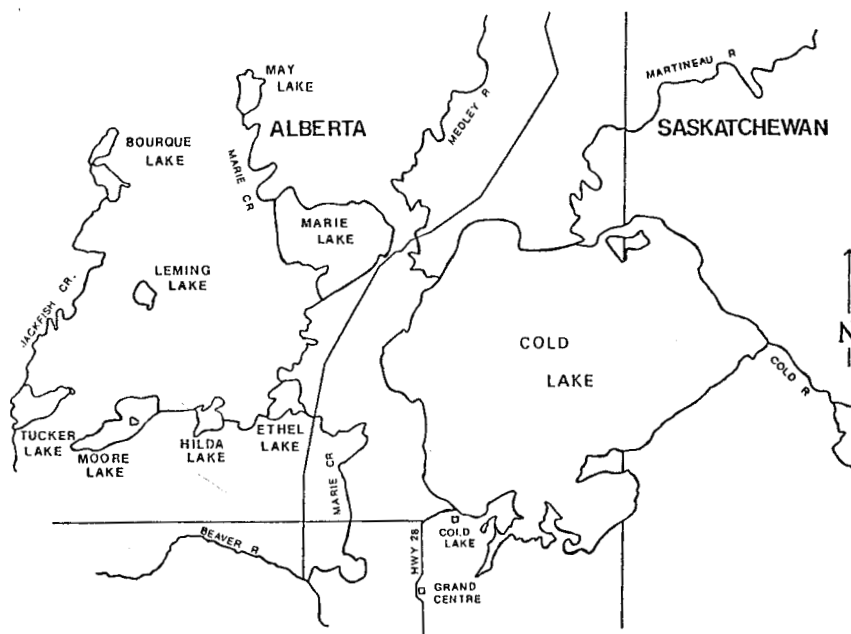 MAY
LAKE
ALBERTA
MARTINEAU R
SASKATCHEWAN
MEDLEY R
BOURQUE
LAKE
MARIE CR
MARIE
LAKE
LEMING
LAKE
JACKFISH CR.
COLD
LAKE
N
COLD R
TUCKER
LAKE
MOORE
LAKE
HILDA
LAKE
ETHEL
LAKE
MARIE CR
BEAVER R
HWY 28
COLD
LAKE
GRAND
CENTRE